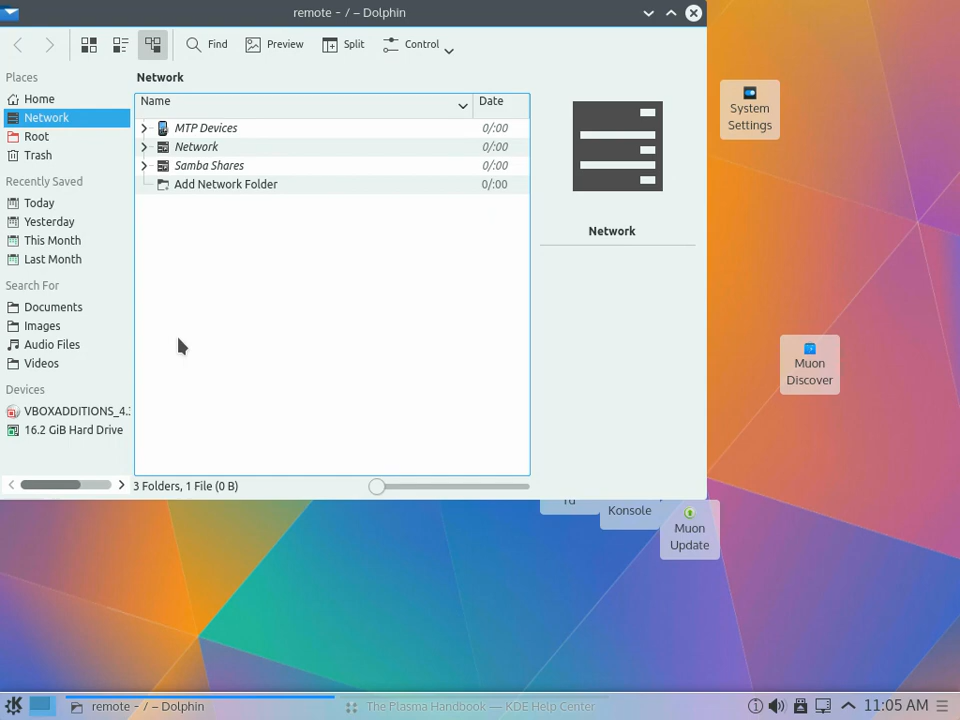 remote - / – Dolphin
Find
Preview
Split
Control
Places
Home
Network
Root
Trash
Recently Saved
Today
Yesterday
This Month
Last Month
Search For
Documents
Images
Audio Files
Videos
Devices
VBOXADDITIONS_4.
16.2 GiB Hard Drive
Network
Name Date
MTP Devices 0/:00
Network 0/:00
Samba Shares 0/:00
Add Network Folder 0/:00
3 Folders, 1 File (0 B)
Network
System
Settings
Muon
Discover
Konsole
Muon
Update
remote - / – Dolphin
The Plasma Handbook — KDE Help Center
11:05 AM